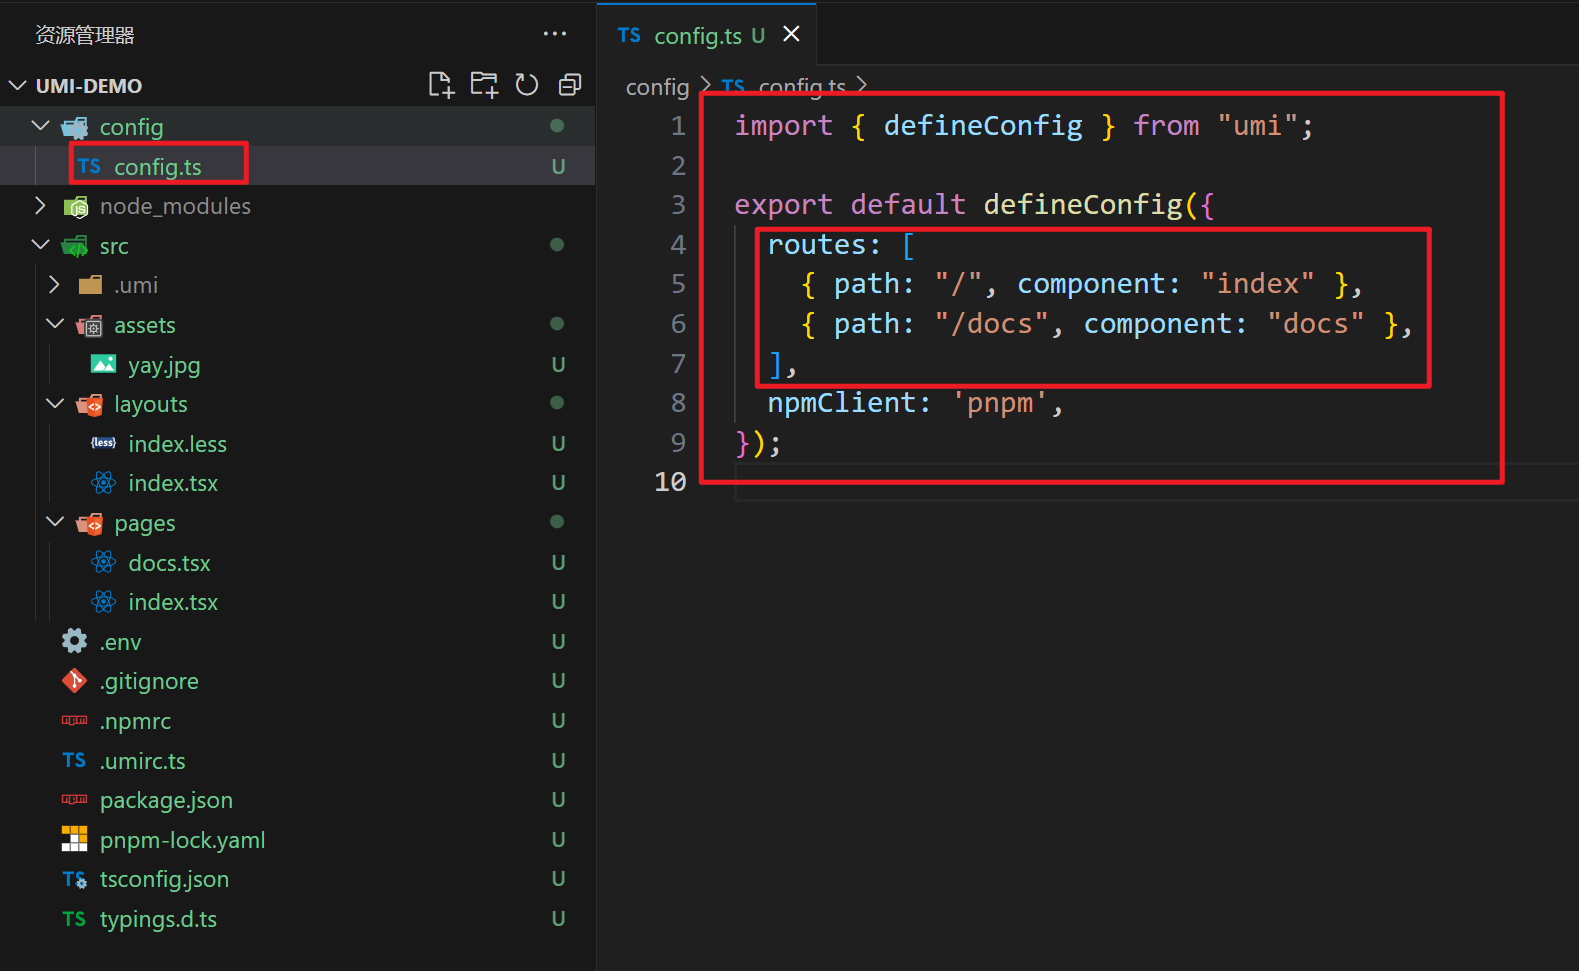 资源管理器 ···
UMI-DEMO
config
TS config.ts U
node_modules
src
.umi
assets
yay.jpg U
layouts
{less} index.less U
index.tsx U
pages
docs.tsx U
index.tsx U
.env U
.gitignore U
.npmrc U
TS .umirc.ts U
package.json U
pnpm-lock.yaml U
TS tsconfig.json U
TS typings.d.ts U
TS config.ts U
config > TS config.ts >
1 import { defineConfig } from "umi";
2
3 export default defineConfig({
4 routes: [
5 { path: "/", component: "index" },
6 { path: "/docs", component: "docs" },
7 ],
8 npmClient: 'pnpm',
9 });
10